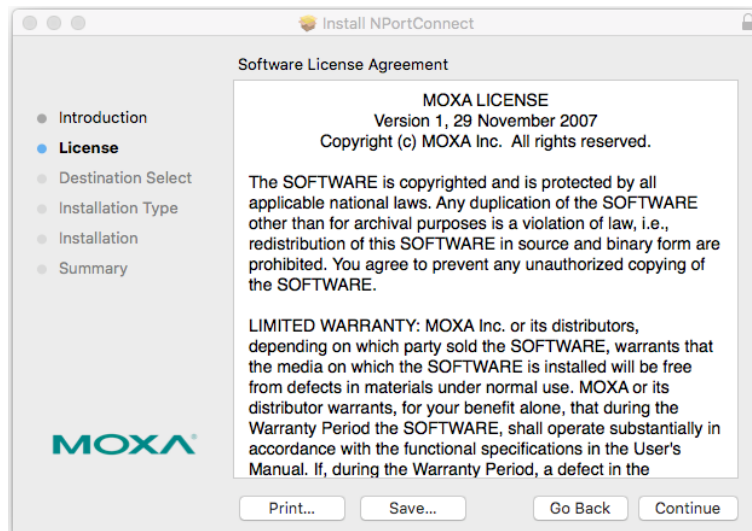 Install NPortConnect
Software License Agreement
Introduction
License
Destination Select
Installation Type
Installation
Summary
MOXA LICENSE
Version 1, 29 November 2007
Copyright (c) MOXA Inc.  All rights reserved.
The SOFTWARE is copyrighted and is protected by all
applicable national laws. Any duplication of the SOFTWARE
other than for archival purposes is a violation of law, i.e.,
redistribution of this SOFTWARE in source and binary form are
prohibited. You agree to prevent any unauthorized copying of
the SOFTWARE.
LIMITED WARRANTY: MOXA Inc. or its distributors,
depending on which party sold the SOFTWARE, warrants that
the media on which the SOFTWARE is installed will be free
from defects in materials under normal use. MOXA or its
distributor warrants, for your benefit alone, that during the
Warranty Period the SOFTWARE, shall operate substantially in
accordance with the functional specifications in the User's
Manual. If, during the Warranty Period, a defect in the
MOXA
Print...
Save...
Go Back
Continue